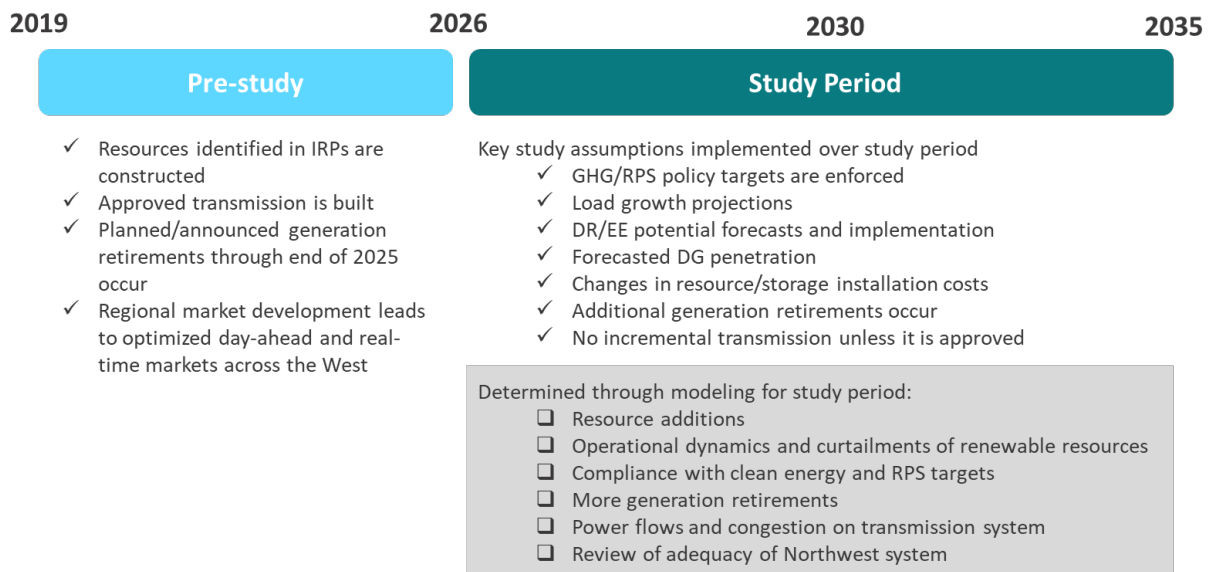 2019 2026 2030 2035
Pre-study
Study Period
✓ Resources identified in IRPs are
constructed
✓ Approved transmission is built
✓ Planned/announced generation
retirements through end of 2025
occur
✓ Regional market development leads
to optimized day-ahead and real-
time markets across the West
Key study assumptions implemented over study period
✓ GHG/RPS policy targets are enforced
✓ Load growth projections
✓ DR/EE potential forecasts and implementation
✓ Forecasted DG penetration
✓ Changes in resource/storage installation costs
✓ Additional generation retirements occur
✓ No incremental transmission unless it is approved
Determined through modeling for study period:
❑ Resource additions
❑ Operational dynamics and curtailments of renewable resources
❑ Compliance with clean energy and RPS targets
❑ More generation retirements
❑ Power flows and congestion on transmission system
❑ Review of adequacy of Northwest system